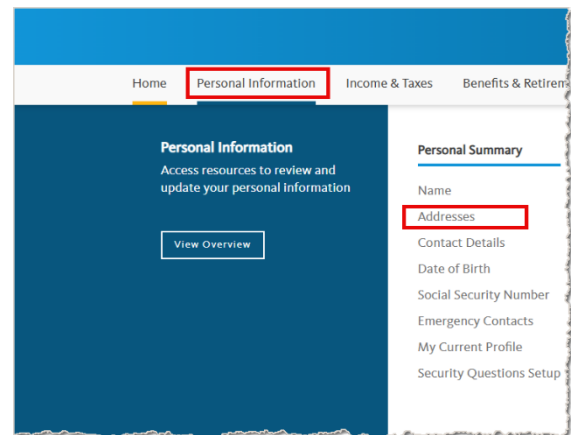 Home Personal Information Income & Taxes Benefits &
Personal Information
Access resources to review and
update your personal information
View Overview
Personal Summary
Name
Addresses
Contact Details
Date of Birth
Social Security Number
Emergency Contacts
My Current Profile
Security Questions Setup